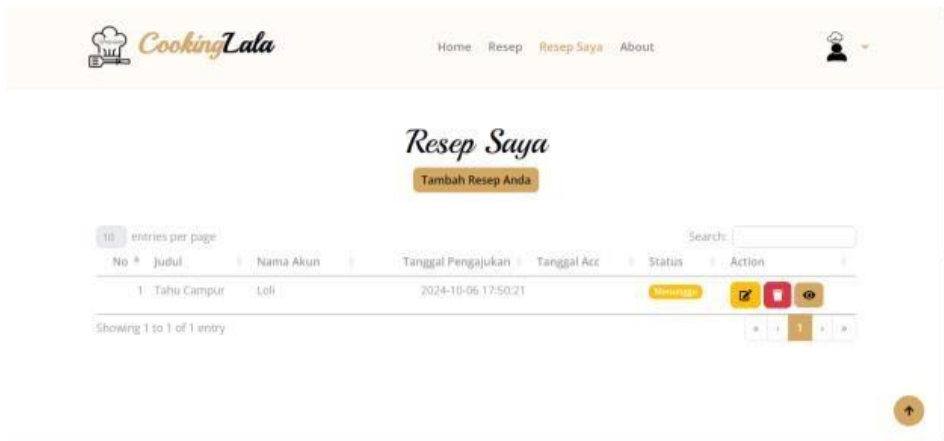 CookingLala
Home Resep Resep Saya About
Resep Saya
Tambah Resep Anda
10 entries per page Search:
No Judul Nama Akun Tanggal Pengajukan Tanggal Acc Status Action
1 Tahu Campur Loli 2024-10-06 17:50:21 Menunggu
Showing 1 to 1 of 1 entry « ‹ 1 › »